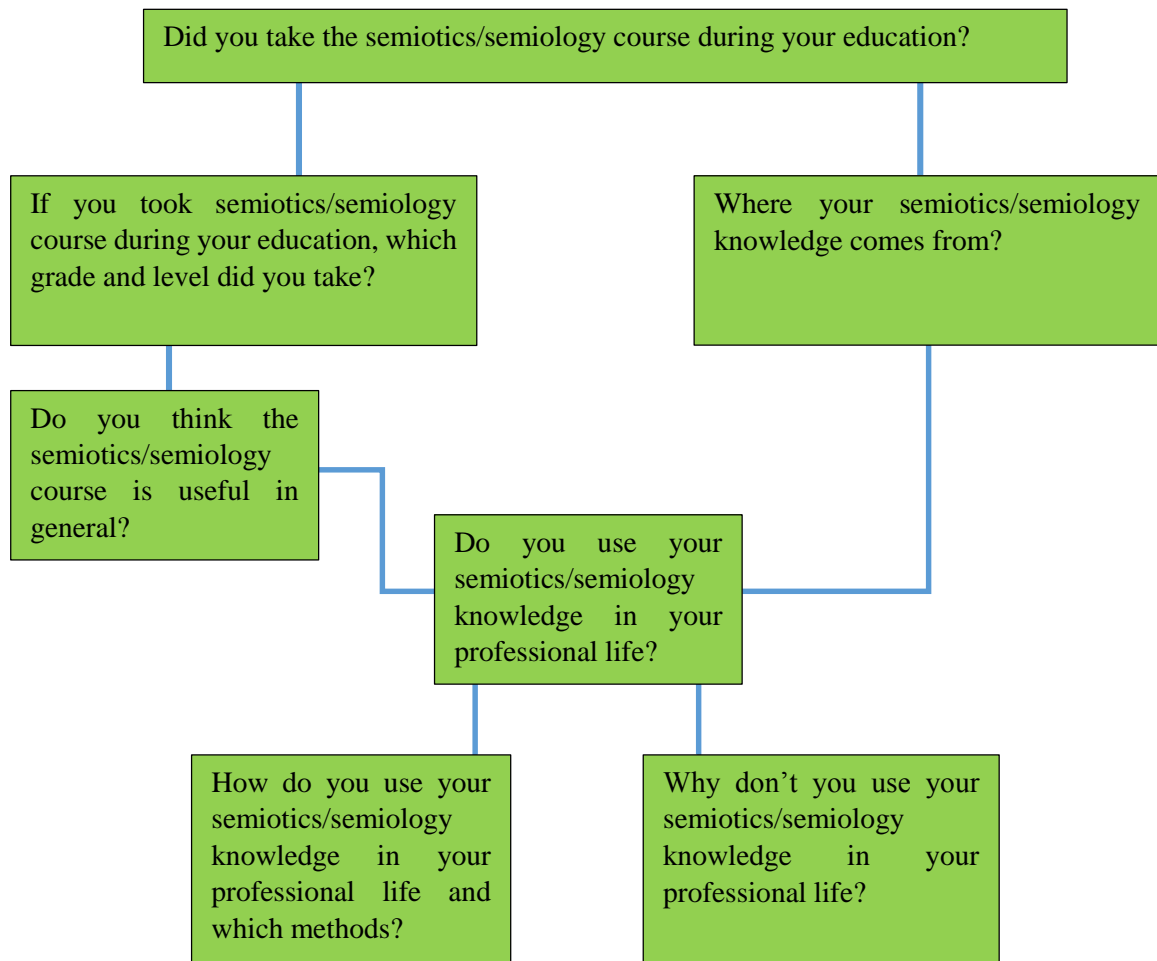 Did you take the semiotics/semiology course during your education?
If you took semiotics/semiology
course during your education, which
grade and level did you take?
Where your semiotics/semiology
knowledge comes from?
Do you think the
semiotics/semiology
course is useful in
general?
Do you use your
semiotics/semiology
knowledge in your
professional life?
How do you use your
semiotics/semiology
knowledge in your
professional life and
which methods?
Why don’t you use your
semiotics/semiology
knowledge in your
professional life?